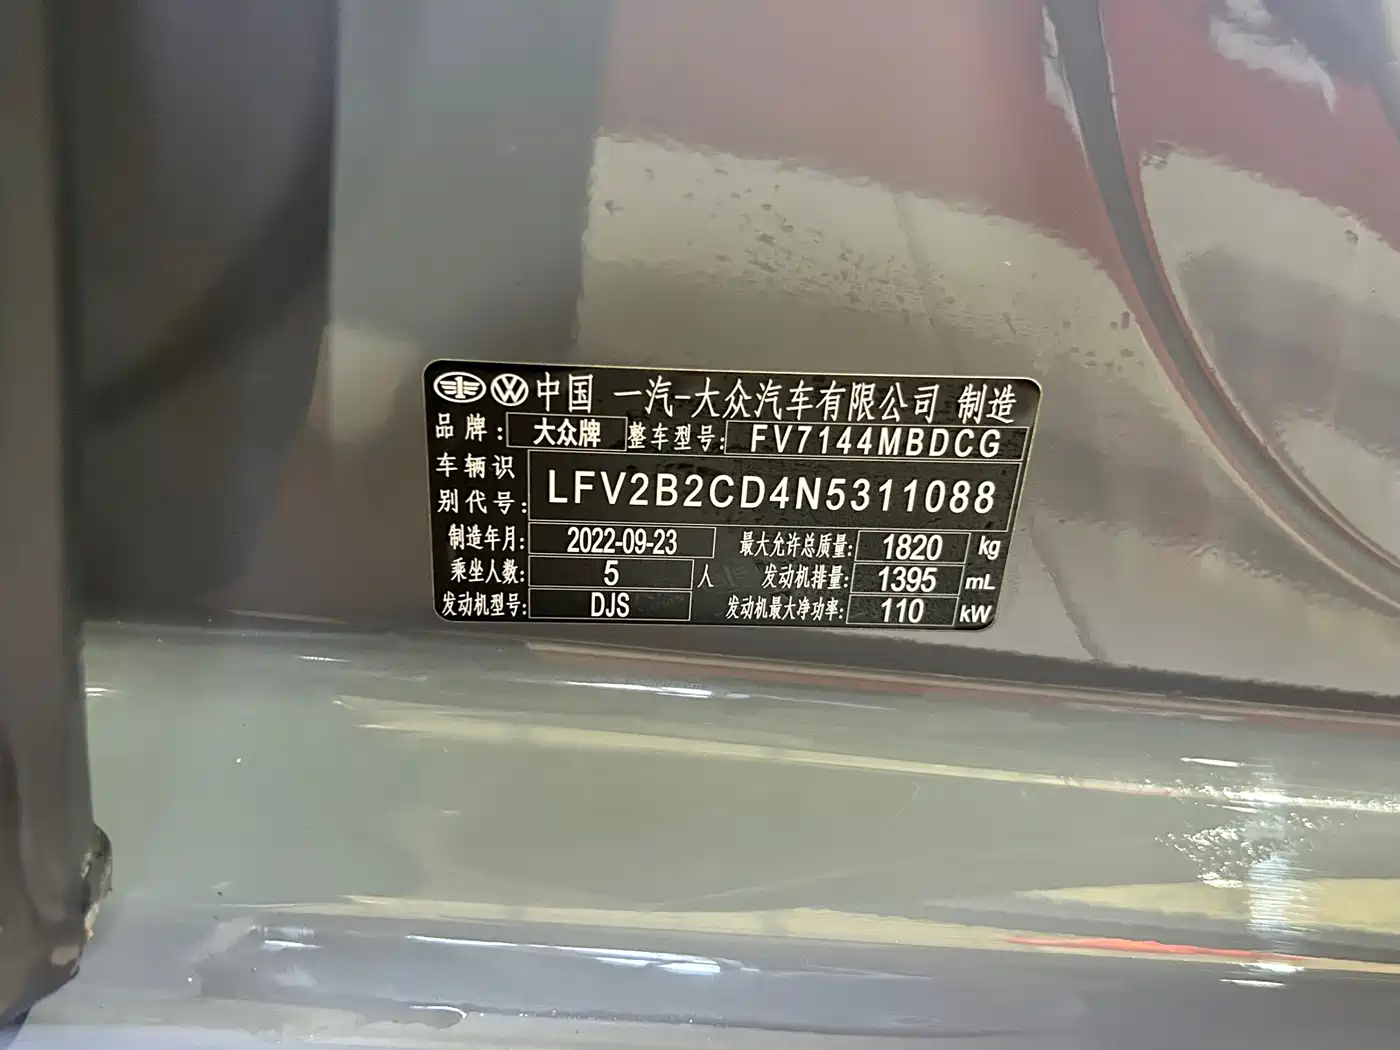 中国 一汽-大众汽车有限公司 制造
品牌: 大众牌 整车型号: FV7144MBDCG
车辆识别代号: LFV2B2CD4N5311088
制造年月: 2022-09-23 最大允许总质量: 1820 kg
乘坐人数: 5 人 发动机排量: 1395 mL
发动机型号: DJS 发动机最大净功率: 110 kW